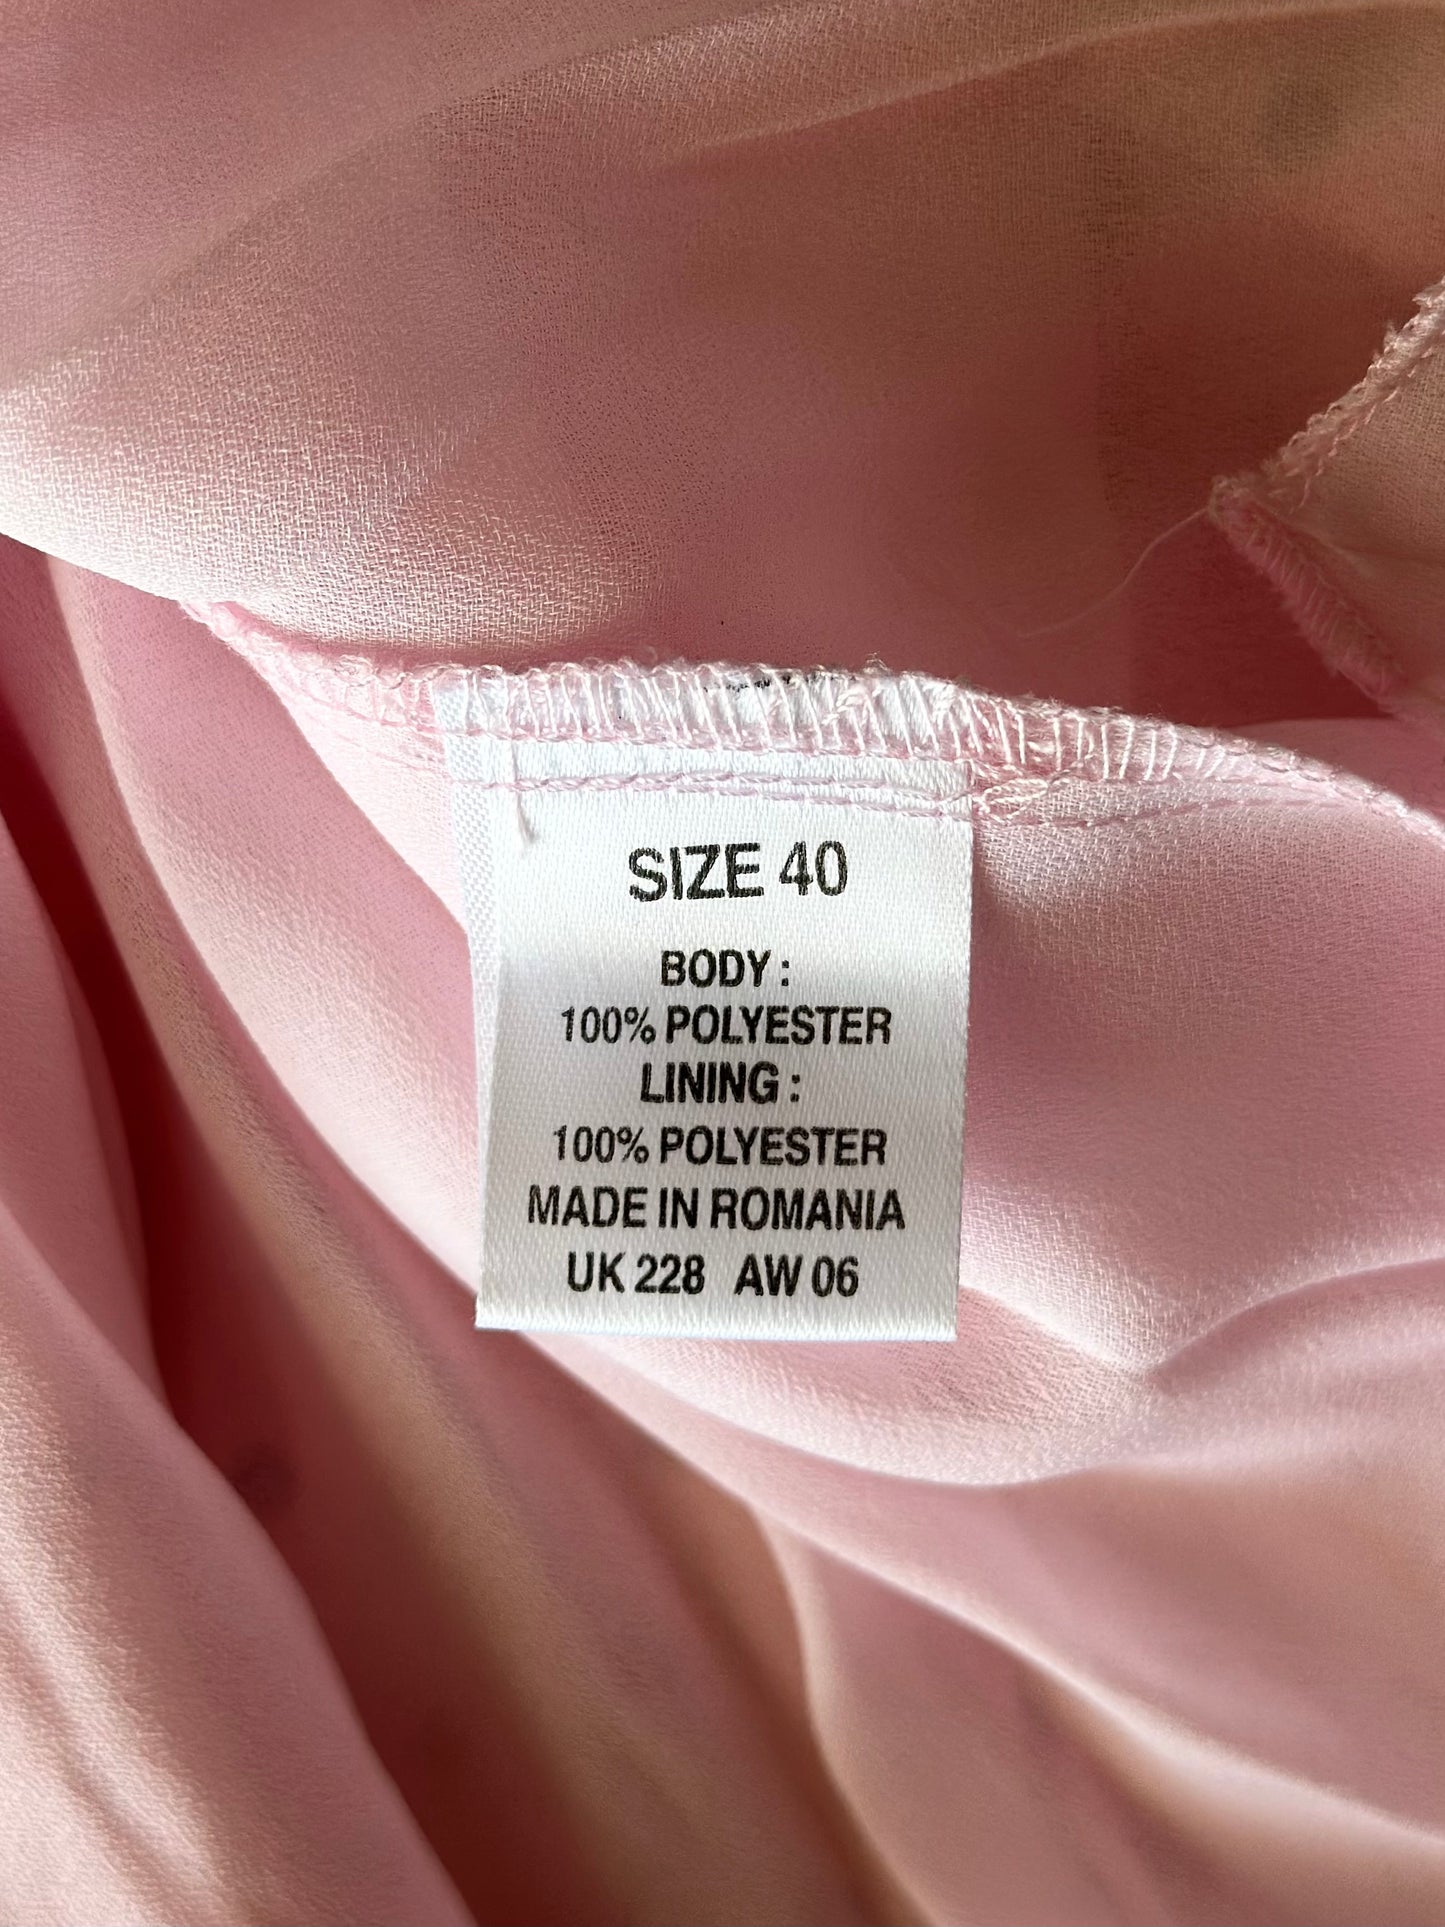 SIZE 40
BODY :
100% POLYESTER
LINING :
100% POLYESTER
MADE IN ROMANIA
UK 228 AW 06